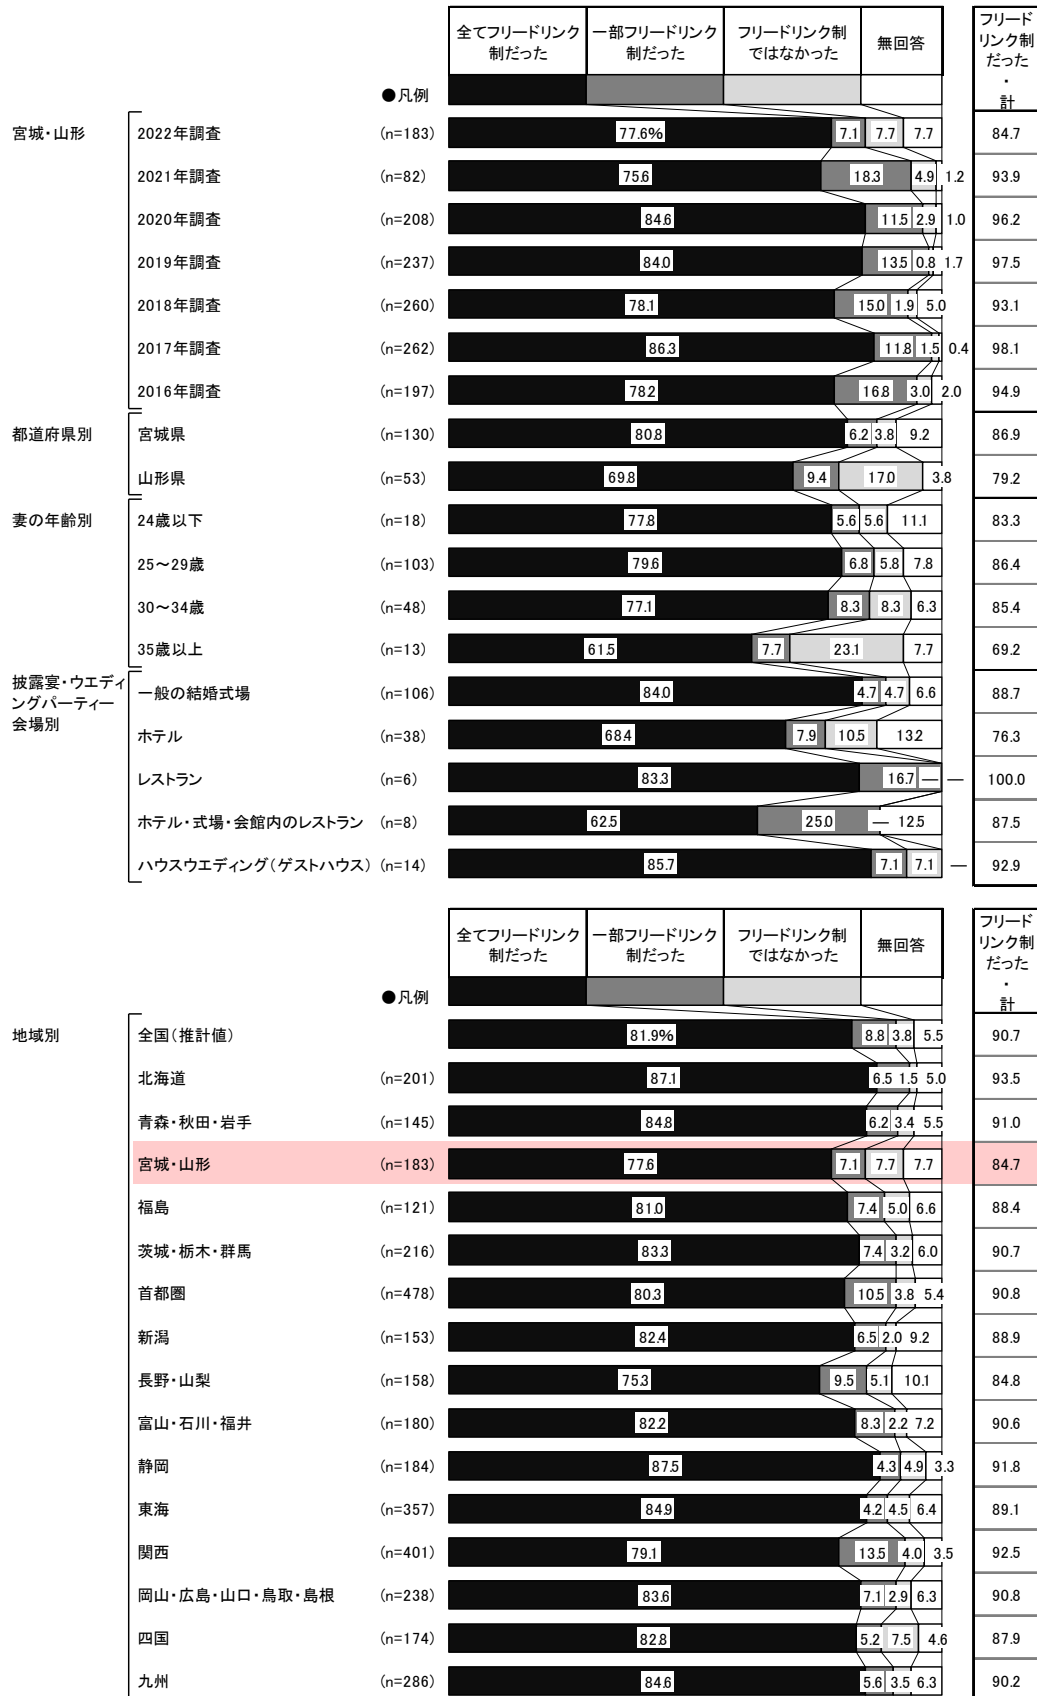 全てフリードリンク制だった 一部フリードリンク制だった フリードリンク制ではなかった 無回答 フリードリンク制だった・計
●凡例
宮城・山形 2022年調査 (n=183) 77.6% 7.1 7.7 7.7 84.7
2021年調査 (n=82) 75.6 18.3 4.9 1.2 93.9
2020年調査 (n=208) 84.6 11.5 2.9 1.0 96.2
2019年調査 (n=237) 84.0 13.5 0.8 1.7 97.5
2018年調査 (n=260) 78.1 15.0 1.9 5.0 93.1
2017年調査 (n=262) 86.3 11.8 1.5 0.4 98.1
2016年調査 (n=197) 78.2 16.8 3.0 2.0 94.9
都道府県別 宮城県 (n=130) 80.8 6.2 3.8 9.2 86.9
山形県 (n=53) 69.8 9.4 17.0 3.8 79.2
妻の年齢別 24歳以下 (n=18) 77.8 5.6 5.6 11.1 83.3
25～29歳 (n=103) 79.6 6.8 5.8 7.8 86.4
30～34歳 (n=48) 77.1 8.3 8.3 6.3 85.4
35歳以上 (n=13) 61.5 7.7 23.1 7.7 69.2
披露宴・ウエディングパーティー会場別 一般の結婚式場 (n=106) 84.0 4.7 4.7 6.6 88.7
ホテル (n=38) 68.4 7.9 10.5 13.2 76.3
レストラン (n=6) 83.3 16.7 — — 100.0
ホテル・式場・会館内のレストラン (n=8) 62.5 25.0 — 12.5 87.5
ハウスウエディング(ゲストハウス) (n=14) 85.7 7.1 7.1 — 92.9
全てフリードリンク制だった 一部フリードリンク制だった フリードリンク制ではなかった 無回答 フリードリンク制だった・計
●凡例
地域別 全国(推計値) 81.9% 8.8 3.8 5.5 90.7
北海道 (n=201) 87.1 6.5 1.5 5.0 93.5
青森・秋田・岩手 (n=145) 84.8 6.2 3.4 5.5 91.0
宮城・山形 (n=183) 77.6 7.1 7.7 7.7 84.7
福島 (n=121) 81.0 7.4 5.0 6.6 88.4
茨城・栃木・群馬 (n=216) 83.3 7.4 3.2 6.0 90.7
首都圏 (n=478) 80.3 10.5 3.8 5.4 90.8
新潟 (n=153) 82.4 6.5 2.0 9.2 88.9
長野・山梨 (n=158) 75.3 9.5 5.1 10.1 84.8
富山・石川・福井 (n=180) 82.2 8.3 2.2 7.2 90.6
静岡 (n=184) 87.5 4.3 4.9 3.3 91.8
東海 (n=357) 84.9 4.2 4.5 6.4 89.1
関西 (n=401) 79.1 13.5 4.0 3.5 92.5
岡山・広島・山口・鳥取・島根 (n=238) 83.6 7.1 2.9 6.3 90.8
四国 (n=174) 82.8 5.2 7.5 4.6 87.9
九州 (n=286) 84.6 5.6 3.5 6.3 90.2